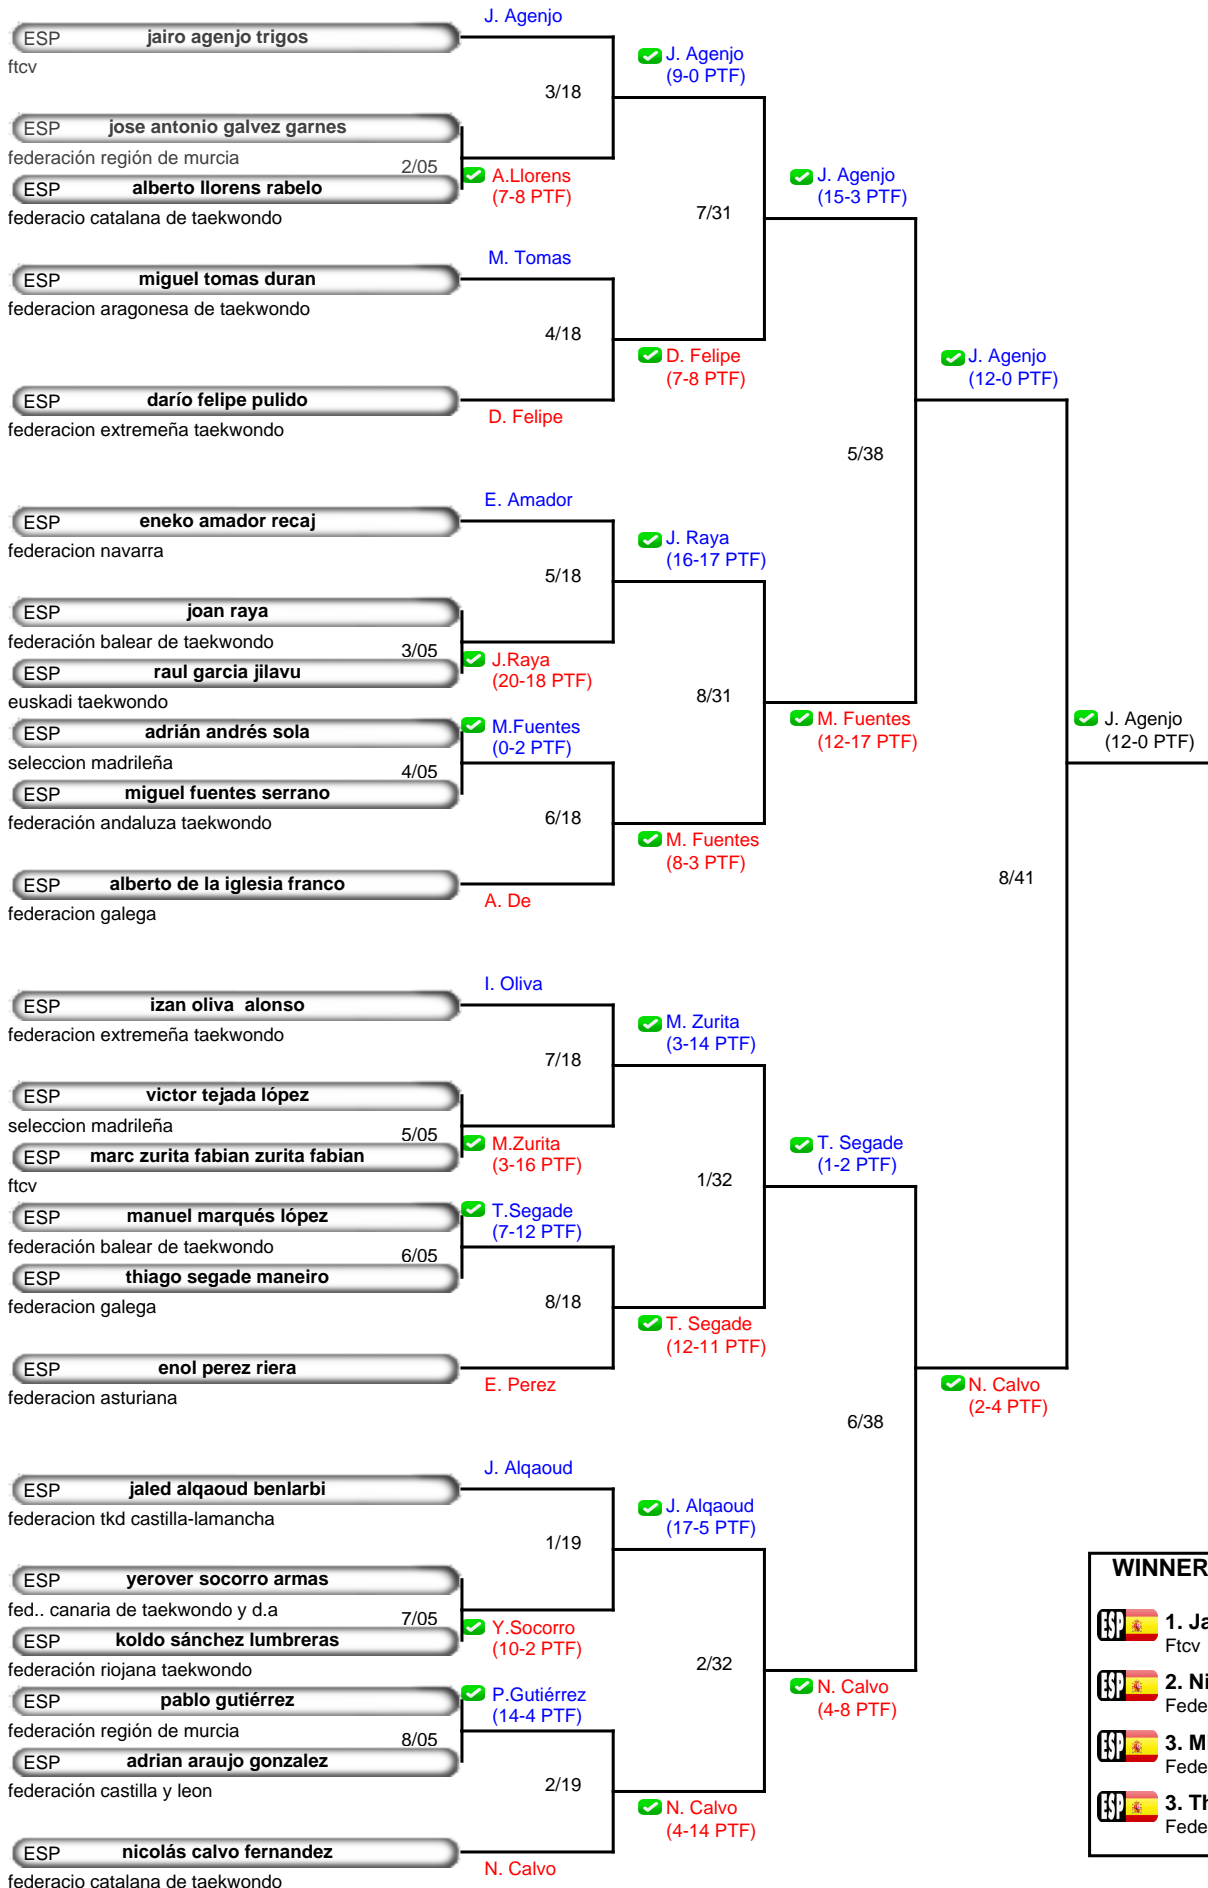 J. Agenjo
ESP jairo agenjo trigos
ftcv
J. Agenjo
(9-0 PTF)
3/18
ESP jose antonio galvez garnes
federación región de murcia
2/05
ESP alberto llorens rabelo
federacio catalana de taekwondo
A.Llorens
(7-8 PTF)
J. Agenjo
(15-3 PTF)
7/31
M. Tomas
ESP miguel tomas duran
federacion aragonesa de taekwondo
4/18
D. Felipe
(7-8 PTF)
J. Agenjo
(12-0 PTF)
ESP darío felipe pulido
federacion extremeña taekwondo
D. Felipe
5/38
E. Amador
ESP eneko amador recaj
federacion navarra
J. Raya
(16-17 PTF)
5/18
ESP joan raya
federación balear de taekwondo
3/05
ESP raul garcia jilavu
euskadi taekwondo
J.Raya
(20-18 PTF)
8/31
ESP adrián andrés sola
seleccion madrileña
4/05
ESP miguel fuentes serrano
federación andaluza taekwondo
M.Fuentes
(0-2 PTF)
M. Fuentes
(12-17 PTF)
J. Agenjo
(12-0 PTF)
6/18
M. Fuentes
(8-3 PTF)
ESP alberto de la iglesia franco
federacion galega
A. De
8/41
I. Oliva
ESP izan oliva  alonso
federacion extremeña taekwondo
M. Zurita
(3-14 PTF)
7/18
ESP victor tejada lópez
seleccion madrileña
5/05
ESP marc zurita fabian zurita fabian
ftcv
M.Zurita
(3-16 PTF)
T. Segade
(1-2 PTF)
1/32
ESP manuel marqués lópez
federación balear de taekwondo
6/05
ESP thiago segade maneiro
federacion galega
T.Segade
(7-12 PTF)
8/18
T. Segade
(12-11 PTF)
ESP enol perez riera
federacion asturiana
E. Perez
N. Calvo
(2-4 PTF)
6/38
J. Alqaoud
ESP jaled alqaoud benlarbi
federacion tkd castilla-lamancha
J. Alqaoud
(17-5 PTF)
1/19
ESP yerover socorro armas
fed.. canaria de taekwondo y d.a
7/05
ESP koldo sánchez lumbreras
federación riojana taekwondo
Y.Socorro
(10-2 PTF)
2/32
ESP pablo gutiérrez
federación región de murcia
8/05
ESP adrian araujo gonzalez
federación castilla y leon
P.Gutiérrez
(14-4 PTF)
N. Calvo
(4-8 PTF)
2/19
N. Calvo
(4-14 PTF)
ESP nicolás calvo fernandez
federacio catalana de taekwondo
N. Calvo
WINNER
ESP 1. Ja
Ftcv
ESP 2. Ni
Fede
ESP 3. Mi
Fede
ESP 3. Th
Fede